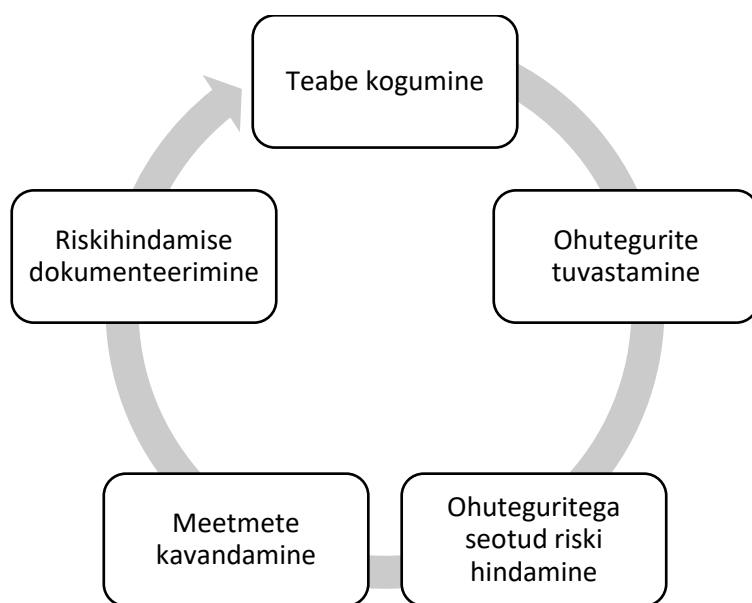 Teabe kogumine
Ohutegurite
tuvastamine
Ohuteguritega
seotud riski
hindamine
Meetmete
kavandamine
Riskihindamise
dokumenteerimine